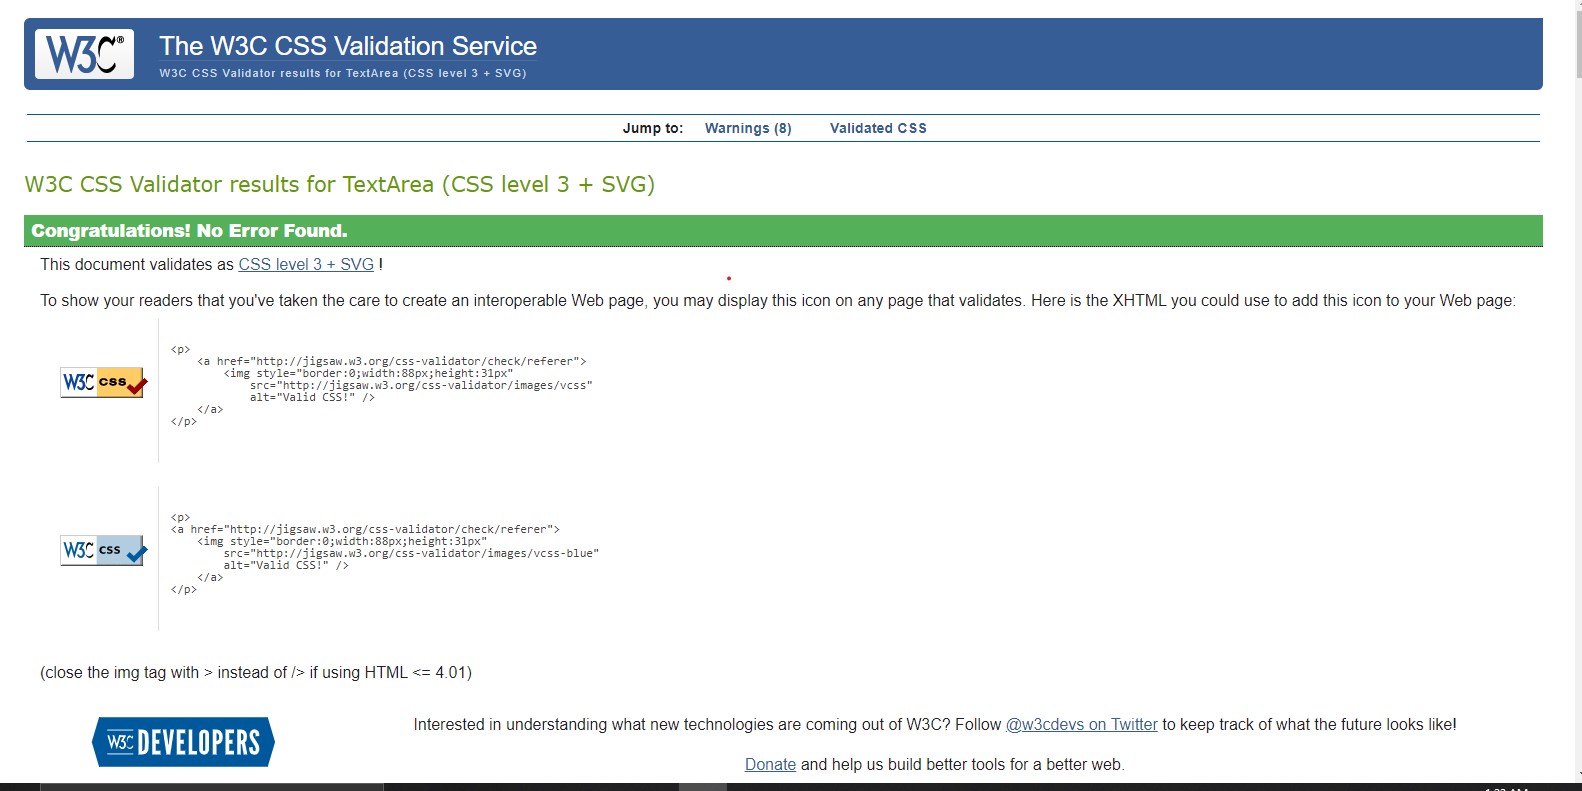 W3C®
The W3C CSS Validation Service
W3C CSS Validator results for TextArea (CSS level 3 + SVG)
Jump to: Warnings (8) Validated CSS
W3C CSS Validator results for TextArea (CSS level 3 + SVG)
Congratulations! No Error Found.
This document validates as CSS level 3 + SVG !
To show your readers that you've taken the care to create an interoperable Web page, you may display this icon on any page that validates. Here is the XHTML you could use to add this icon to your Web page:
W3C css
<p>
<a href="http://jigsaw.w3.org/css-validator/check/referer">
<img style="border:0;width:88px;height:31px"
src="http://jigsaw.w3.org/css-validator/images/vcss"
alt="Valid CSS!" />
</a>
</p>
W3C css
<p>
<a href="http://jigsaw.w3.org/css-validator/check/referer">
<img style="border:0;width:88px;height:31px"
src="http://jigsaw.w3.org/css-validator/images/vcss-blue"
alt="Valid CSS!" />
</a>
</p>
(close the img tag with > instead of /> if using HTML <= 4.01)
W3C DEVELOPERS
Interested in understanding what new technologies are coming out of W3C? Follow @w3cdevs on Twitter to keep track of what the future looks like!
Donate and help us build better tools for a better web.